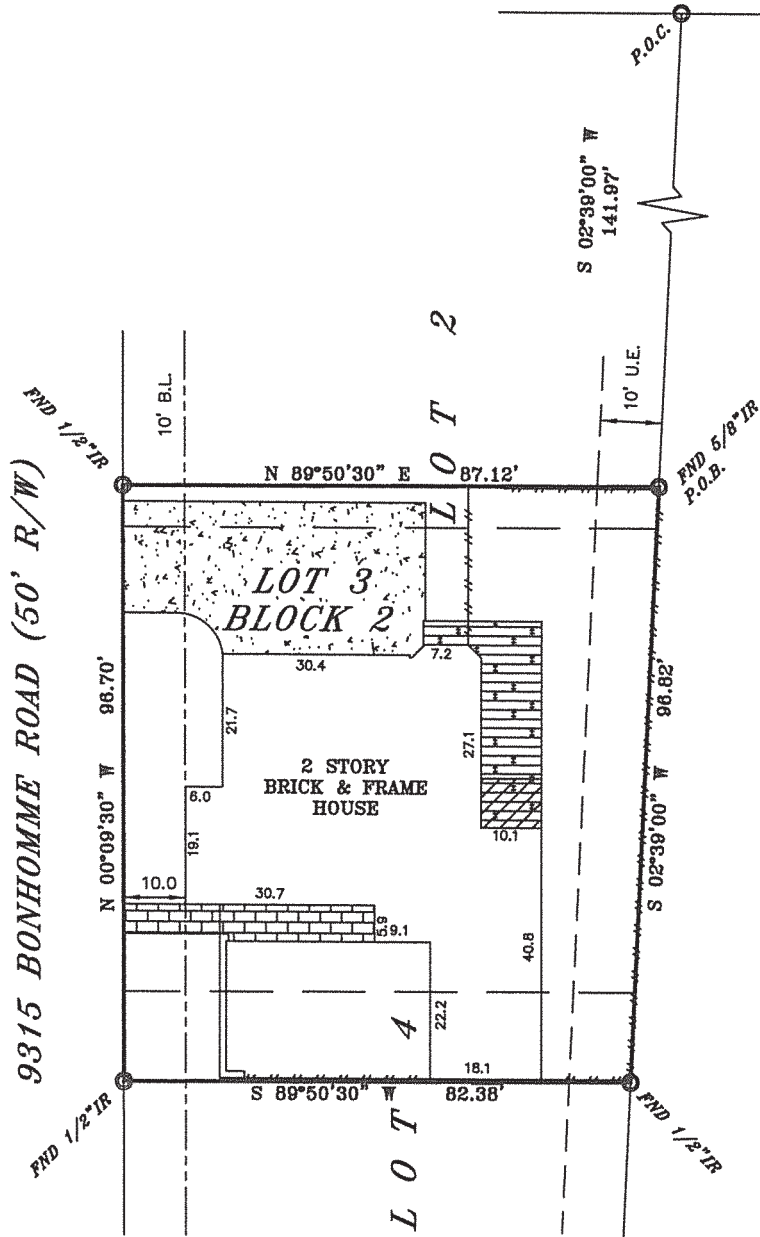 P.O.C.
S 02°39'00" W
141.97'
10' B.L.
LOT 2
10' U.E.
FND 1/2"IR
N 89°50'30" E 87.12'
FND 5/8"IR
P.O.B.
LOT 3
BLOCK 2
7.2
30.4
9315 BONHOMME ROAD (50' R/W)
N 00°09'30" W 96.70'
21.7
27.1
S 02°39'00" W 96.82'
2 STORY
BRICK & FRAME
HOUSE
6.0
19.1
10.1
10.0
30.7
5.9
9.1
40.8
22.2
18.1
S 89°50'30" W 82.38'
FND 1/2"IR
FND 1/2"IR
LOT 4